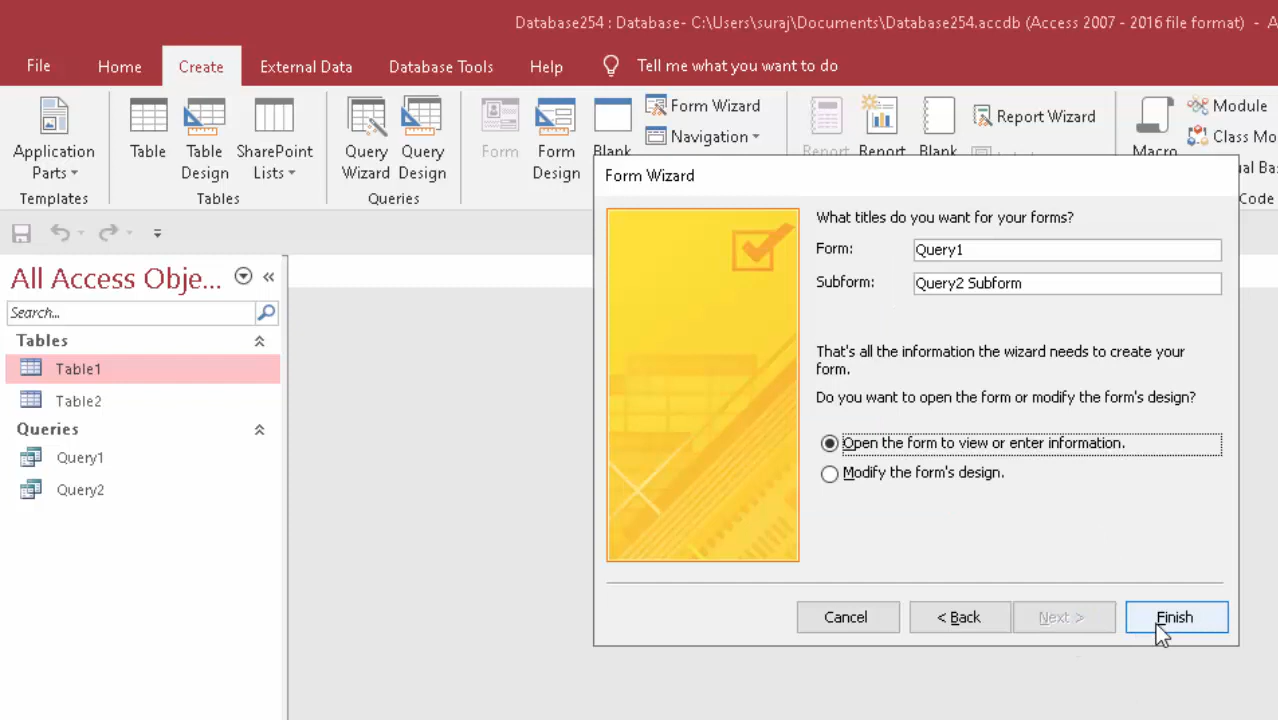 Database254 : Database- C:\Users\suraj\Documents\Database254.accdb (Access 2007 - 2016 file format) - A
File Home Create External Data Database Tools Help Tell me what you want to do
Application Parts
Table
Table Design
SharePoint Lists
Query Wizard
Query Design
Form
Form Design
Blank
Form Wizard
Navigation
Report
Report
Blank
Report Wizard
Macro
Module
Class Mo
ual Bas
Templates Tables Queries Code
Form Wizard
What titles do you want for your forms?
Form: Query1
Subform: Query2 Subform
That's all the information the wizard needs to create your
form.
Do you want to open the form or modify the form's design?
Open the form to view or enter information.
Modify the form's design.
Cancel < Back Next > Finish
All Access Obje... «
Search...
Tables
Table1
Table2
Queries
Query1
Query2